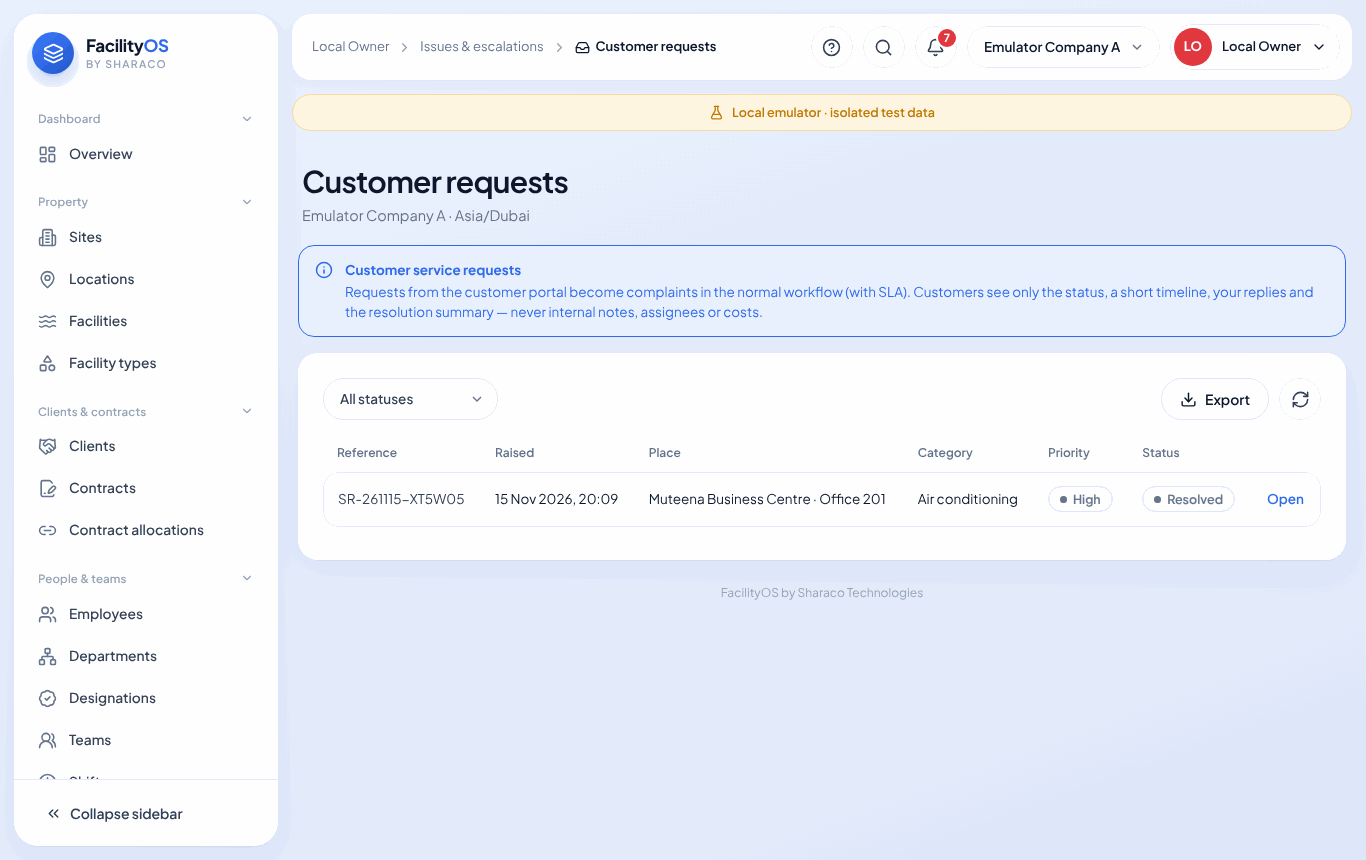 FacilityOS
BY SHARACO
Dashboard
Overview
Property
Sites
Locations
Facilities
Facility types
Clients & contracts
Clients
Contracts
Contract allocations
People & teams
Employees
Departments
Designations
Teams
Collapse sidebar
Local Owner > Issues & escalations > Customer requests
7
Emulator Company A
LO
Local Owner
Local emulator · isolated test data
Customer requests
Emulator Company A · Asia/Dubai
Customer service requests
Requests from the customer portal become complaints in the normal workflow (with SLA). Customers see only the status, a short timeline, your replies and
the resolution summary — never internal notes, assignees or costs.
All statuses
Export
Reference Raised Place Category Priority Status
SR-261115-XT5W05 15 Nov 2026, 20:09 Muteena Business Centre · Office 201 Air conditioning High Resolved Open
FacilityOS by Sharaco Technologies